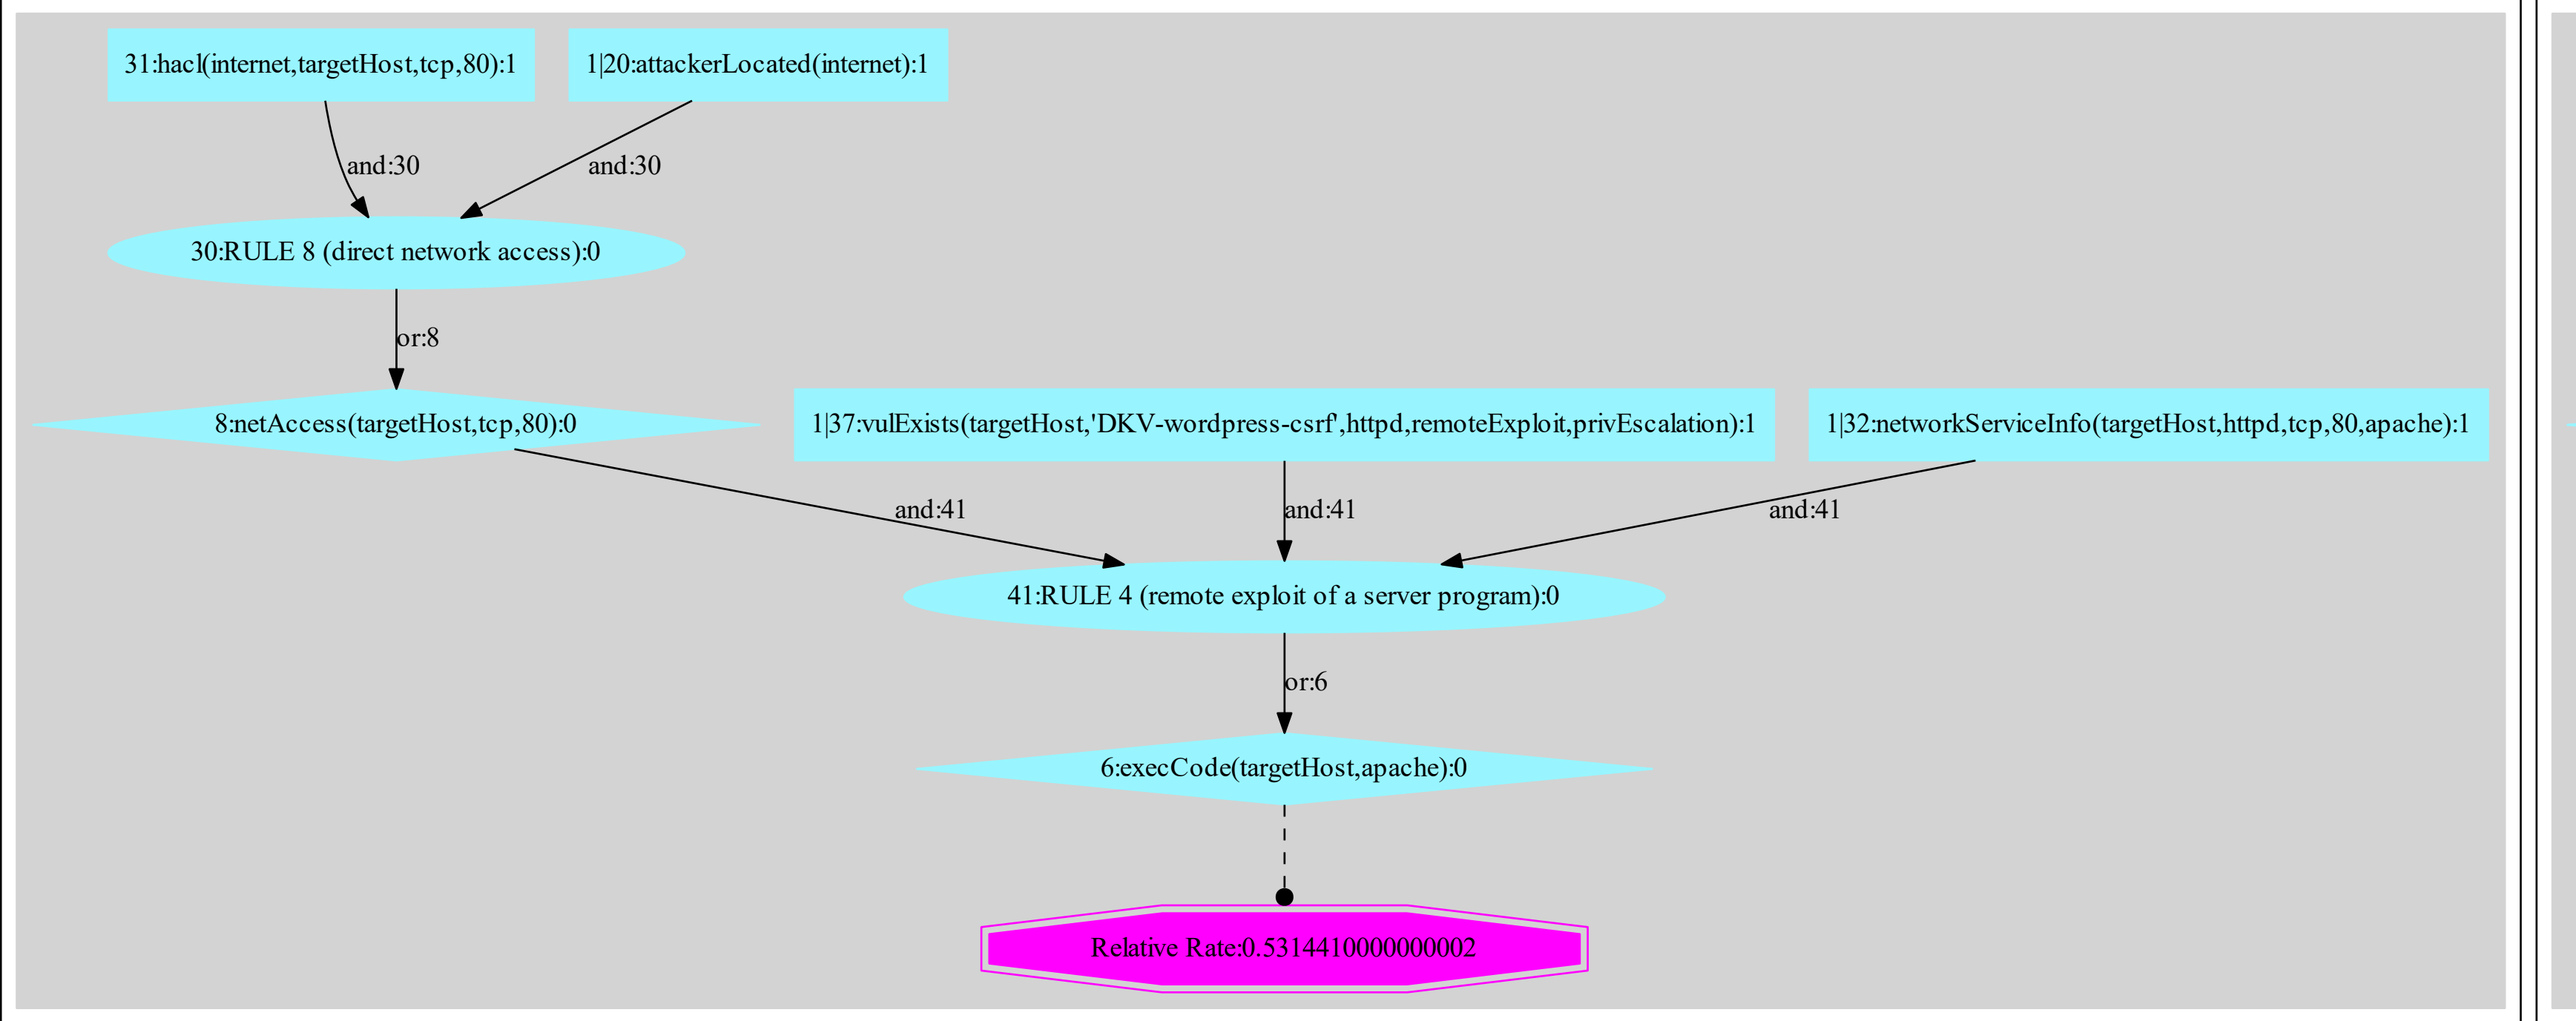 31:hacl(internet,targetHost,tcp,80):1
1|20:attackerLocated(internet):1
and:30
and:30
30:RULE 8 (direct network access):0
or:8
8:netAccess(targetHost,tcp,80):0
1|37:vulExists(targetHost,'DKV-wordpress-csrf',httpd,remoteExploit,privEscalation):1
1|32:networkServiceInfo(targetHost,httpd,tcp,80,apache):1
and:41
and:41
and:41
41:RULE 4 (remote exploit of a server program):0
or:6
6:execCode(targetHost,apache):0
Relative Rate:0.5314410000000002